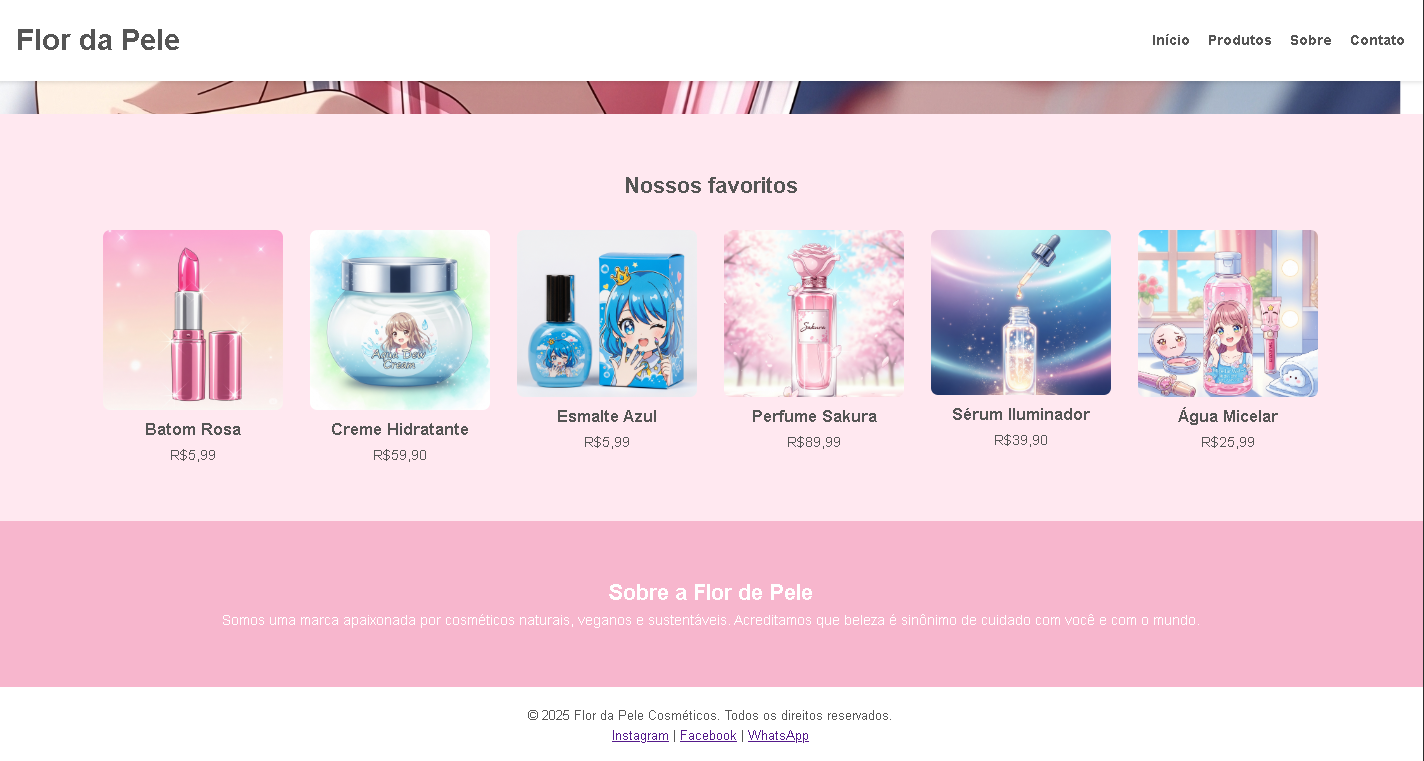 Flor da Pele
Início Produtos Sobre Contato
Nossos favoritos
Aqua Dew
Cream
Sakura
Batom Rosa
R$5,99
Creme Hidratante
R$59,90
Esmalte Azul
R$5,99
Perfume Sakura
R$89,99
Sérum Iluminador
R$39,90
Água Micelar
R$25,99
Sobre a Flor de Pele
Somos uma marca apaixonada por cosméticos naturais, veganos e sustentáveis. Acreditamos que beleza é sinônimo de cuidado com você e com o mundo.
© 2025 Flor da Pele Cosméticos. Todos os direitos reservados.
Instagram | Facebook | WhatsApp